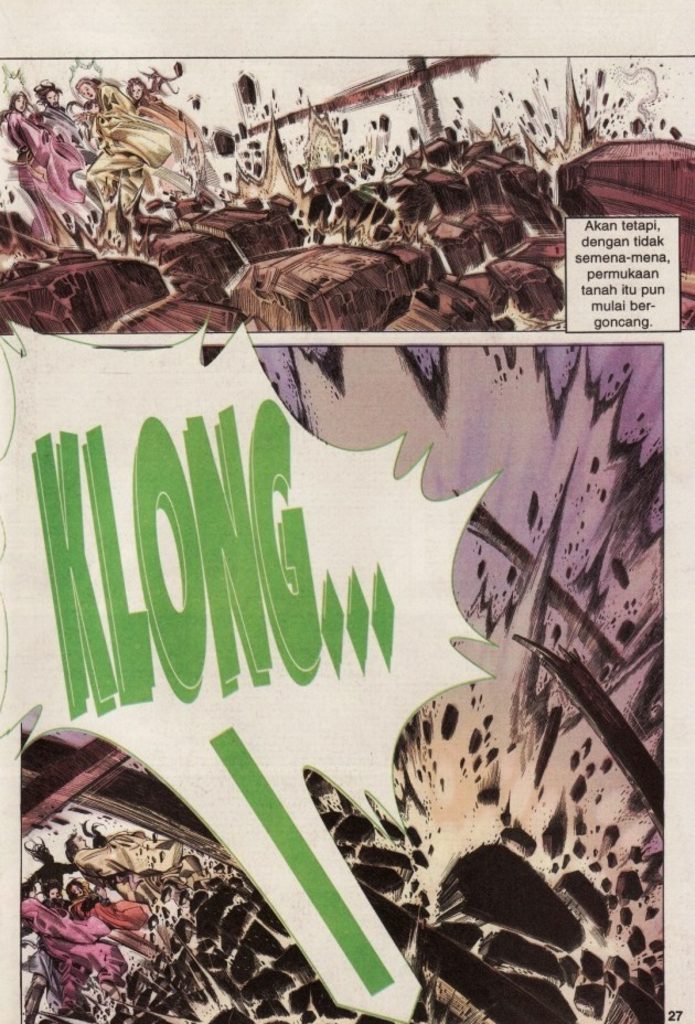 Akan tetapi,
dengan tidak
semena-mena,
permukaan
tanah itu pun
mulai ber-
goncang.
KLONG...
27